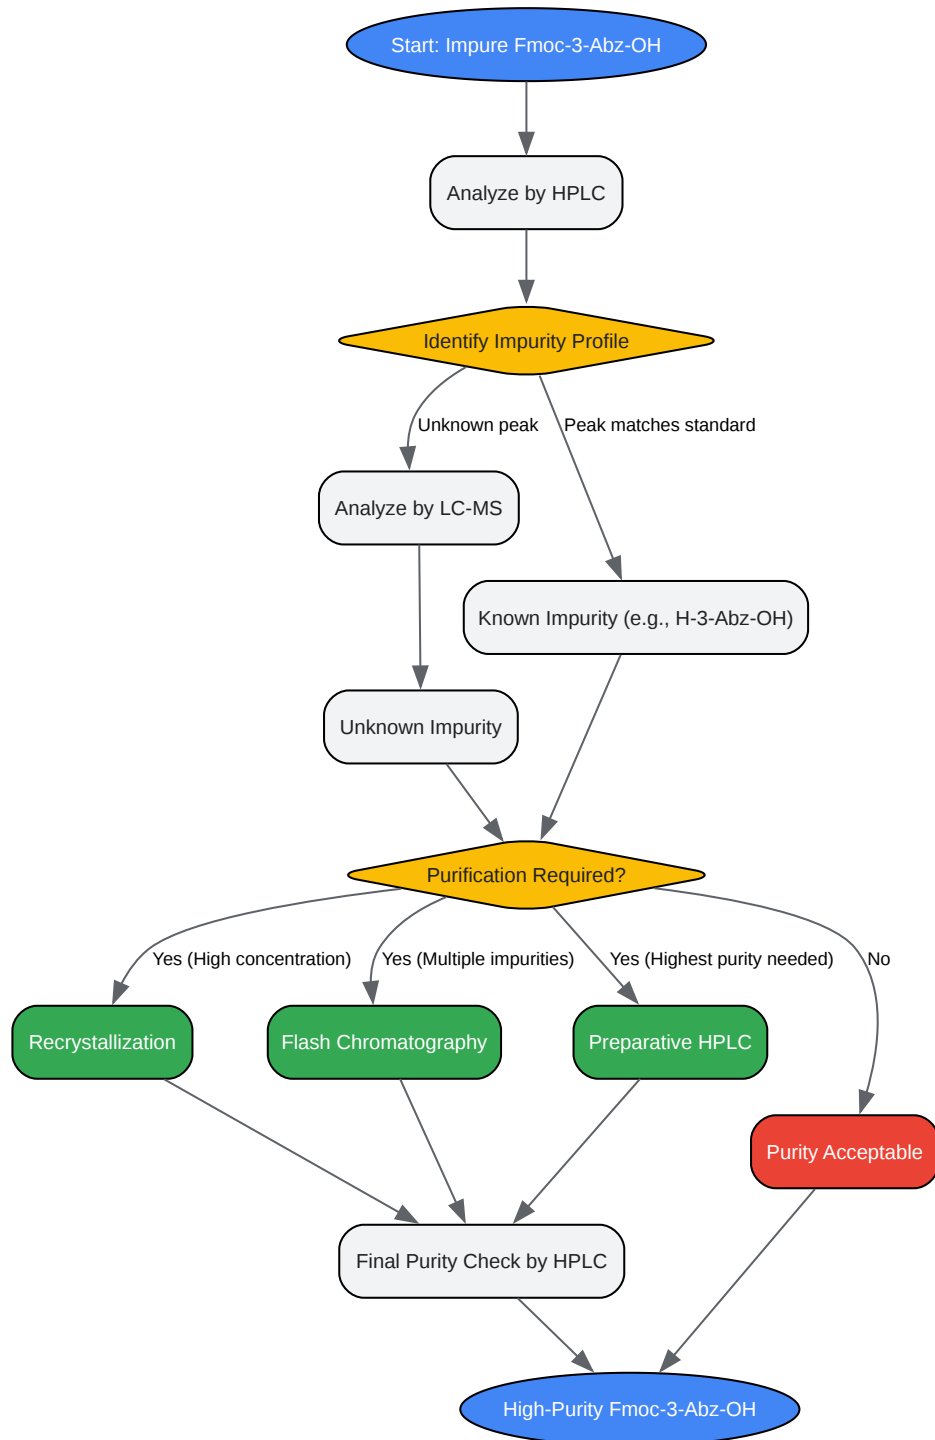 Start: Impure Fmoc-3-Abz-OH
Analyze by HPLC
Identify Impurity Profile
Unknown peak
Peak matches standard
Analyze by LC-MS
Known Impurity (e.g., H-3-Abz-OH)
Unknown Impurity
Purification Required?
Yes (High concentration)
Yes (Multiple impurities)
Yes (Highest purity needed)
No
Recrystallization
Flash Chromatography
Preparative HPLC
Purity Acceptable
Final Purity Check by HPLC
High-Purity Fmoc-3-Abz-OH